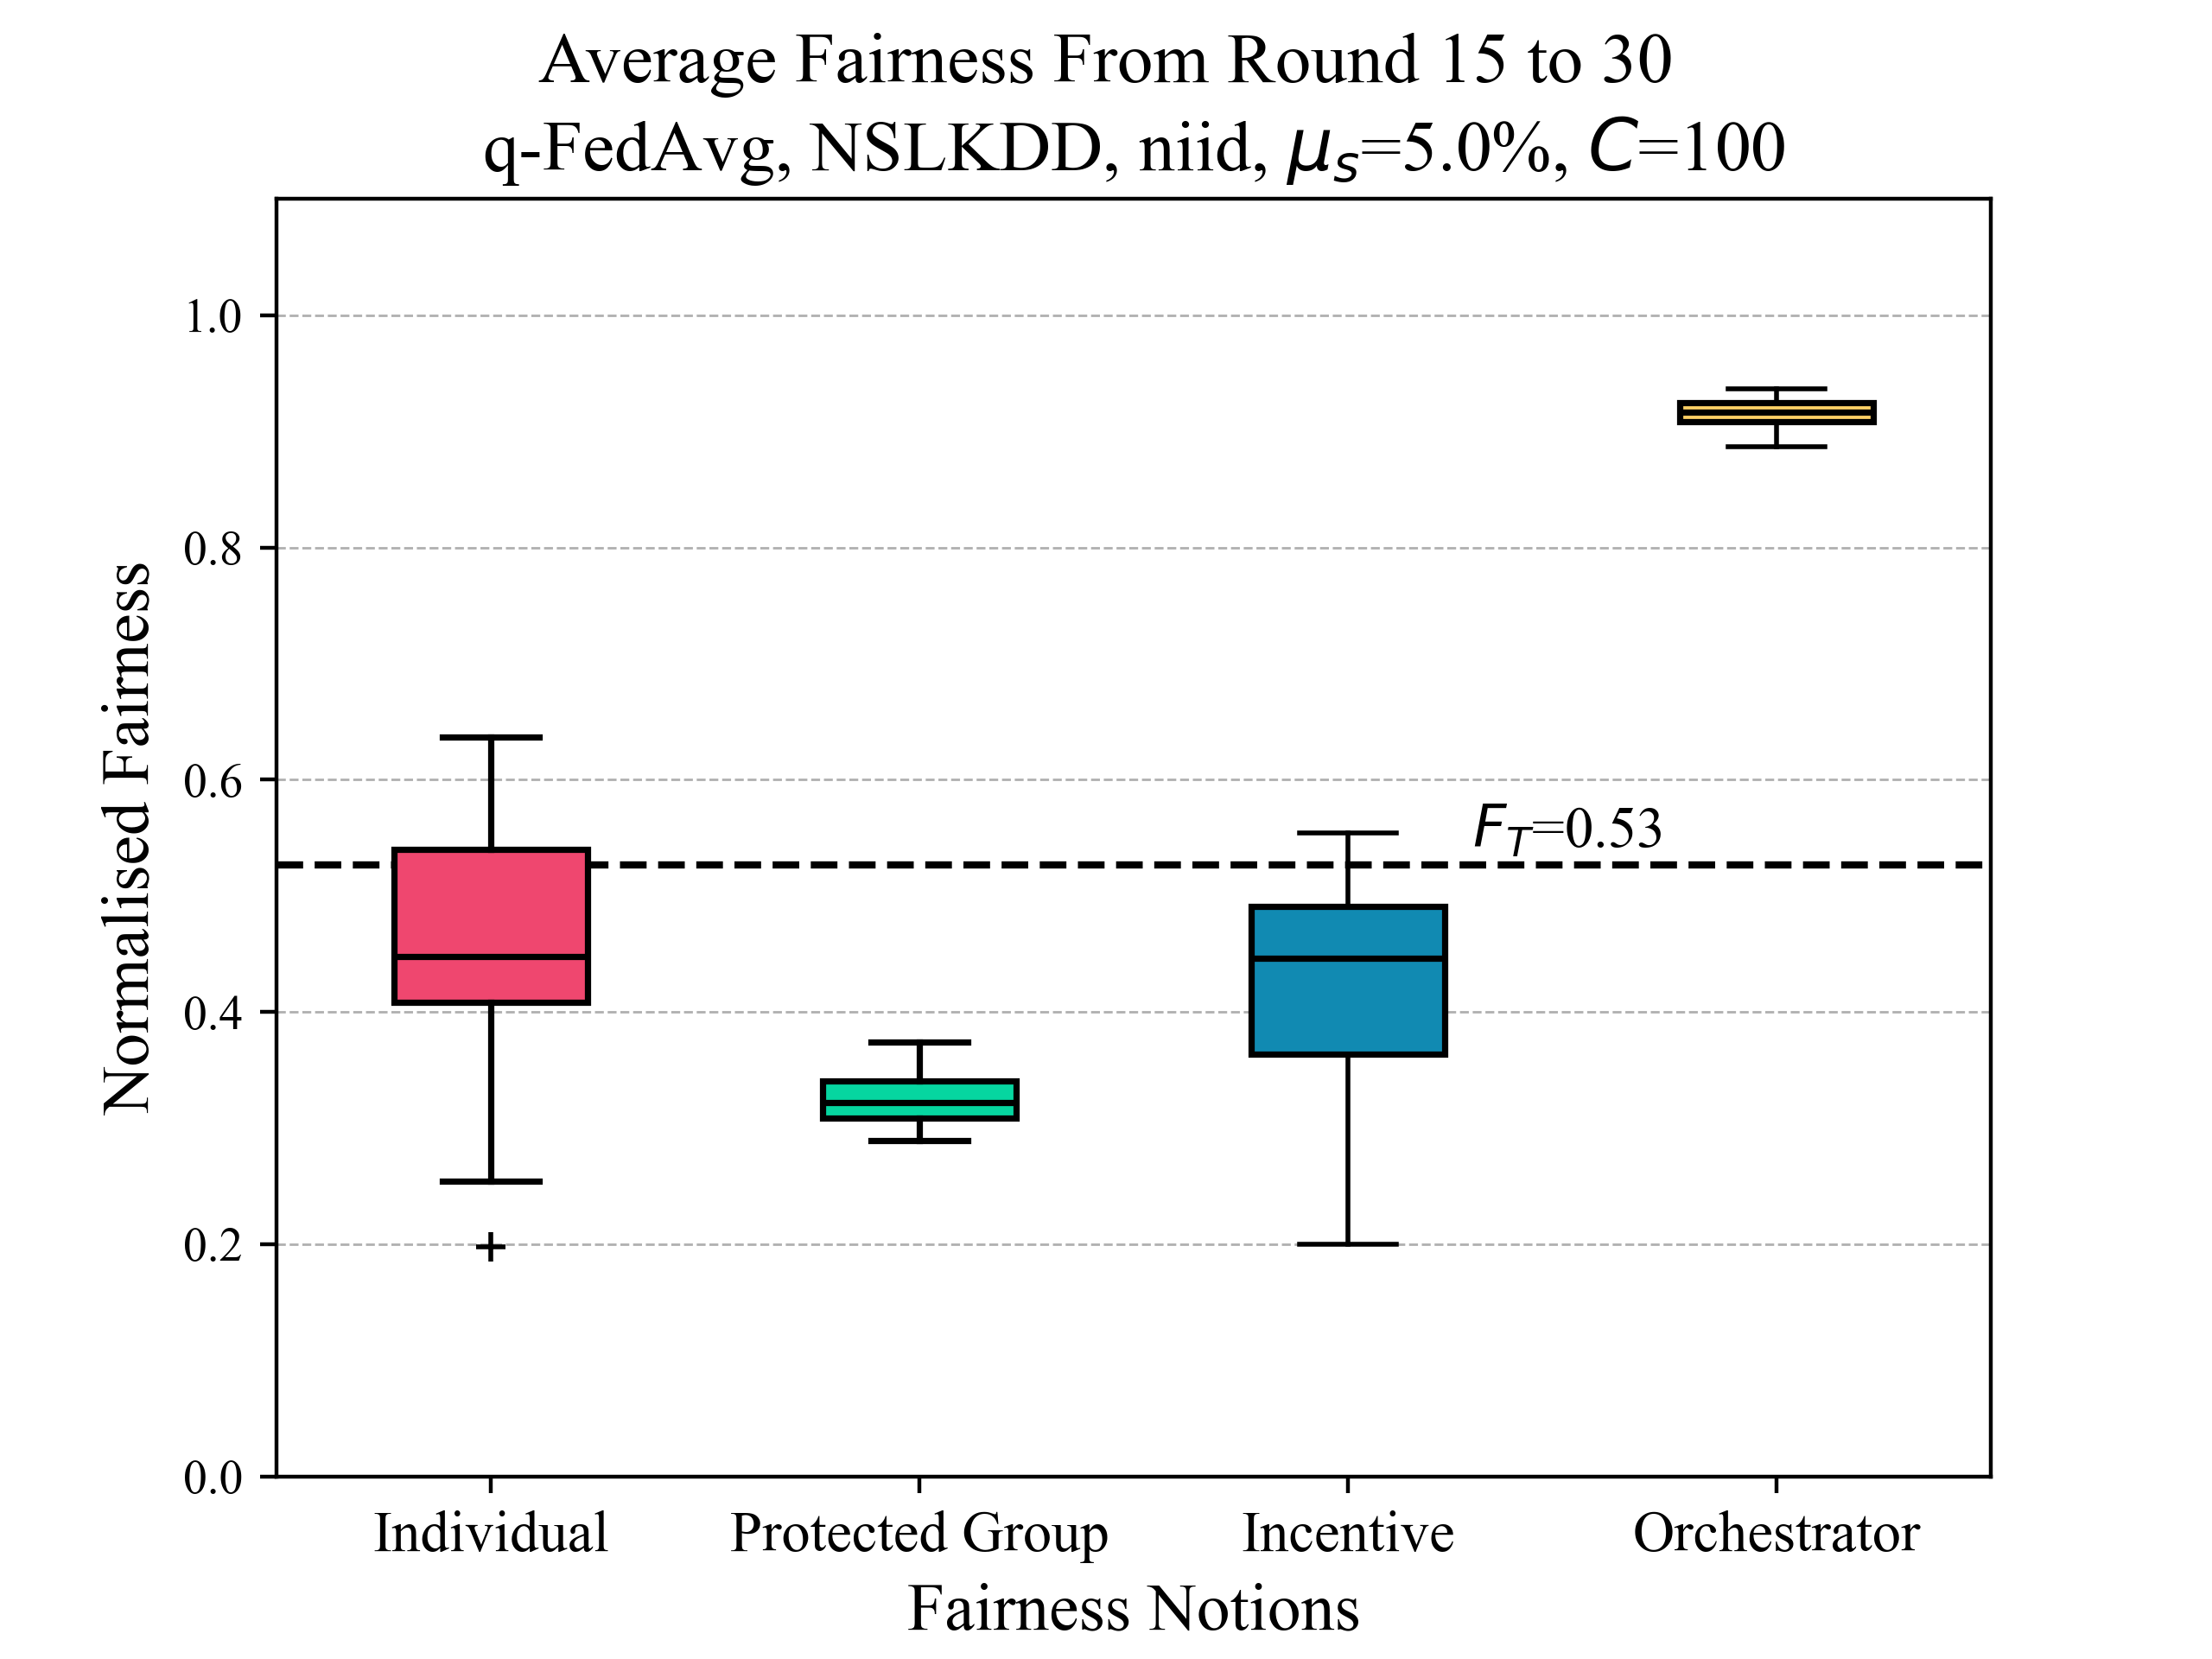 Average Fairness From Round 15 to 30
q-FedAvg, NSLKDD, niid, μₛ=5.0%, C=100
Normalised Fairness
1.0
0.8
0.6
0.4
0.2
0.0
F_T=0.53
Individual Protected Group Incentive Orchestrator
Fairness Notions